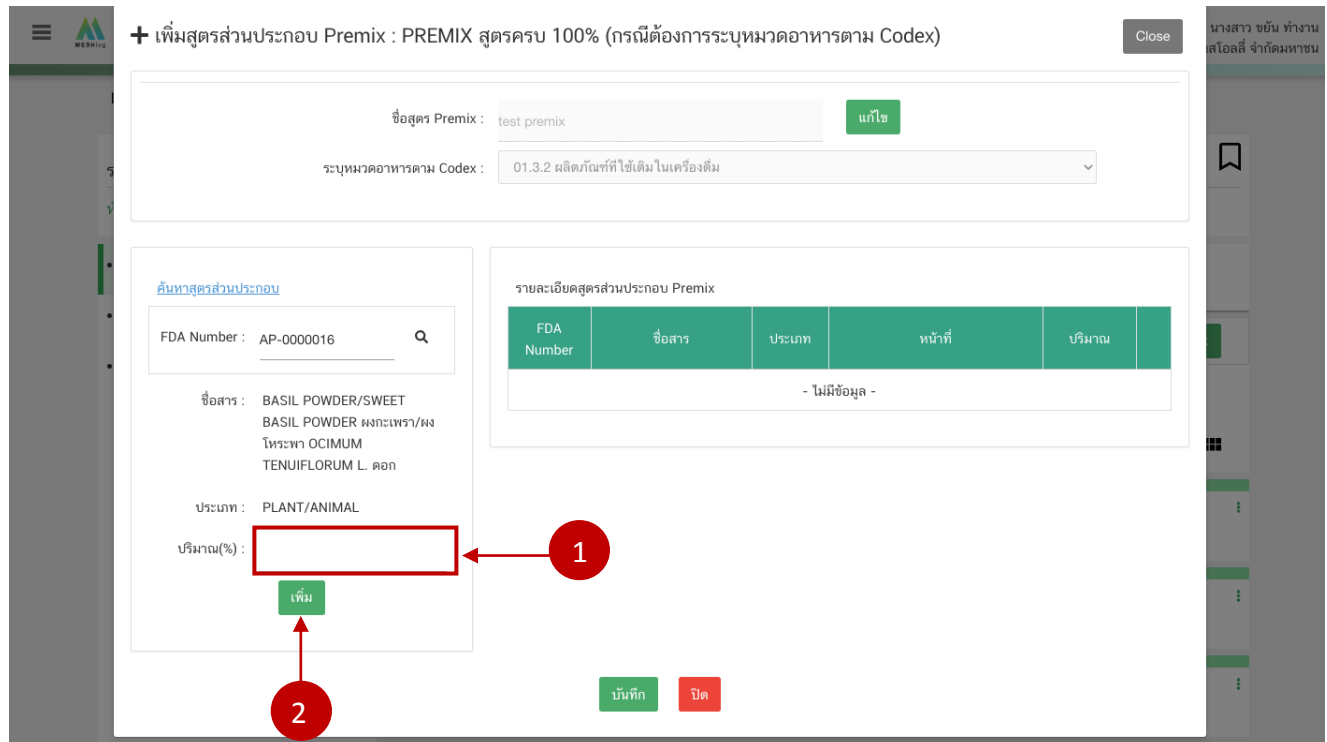 MESHlog
+ เพิ่มสูตรส่วนประกอบ Premix : PREMIX สูตรครบ 100% (กรณีต้องการระบุหมวดอาหารตาม Codex)
Close
นางสาว ขยัน ทำงาน
สโอลลี่ จำกัดมหาชน
ชื่อสูตร Premix :
test premix
แก้ไข
ระบุหมวดอาหารตาม Codex :
01.3.2 ผลิตภัณฑ์ที่ใช้เติมในเครื่องดื่ม
ค้นหาสูตรส่วนประกอบ
FDA Number :
AP-0000016
ชื่อสาร :
BASIL POWDER/SWEET
BASIL POWDER ผงกะเพรา/ผง
โหระพา OCIMUM
TENUIFLORUM L. ดอก
ประเภท :
PLANT/ANIMAL
ปริมาณ(%) :
1
เพิ่ม
2
รายละเอียดสูตรส่วนประกอบ Premix
FDA
Number
ชื่อสาร
ประเภท
หน้าที่
ปริมาณ
- ไม่มีข้อมูล -
บันทึก
ปิด